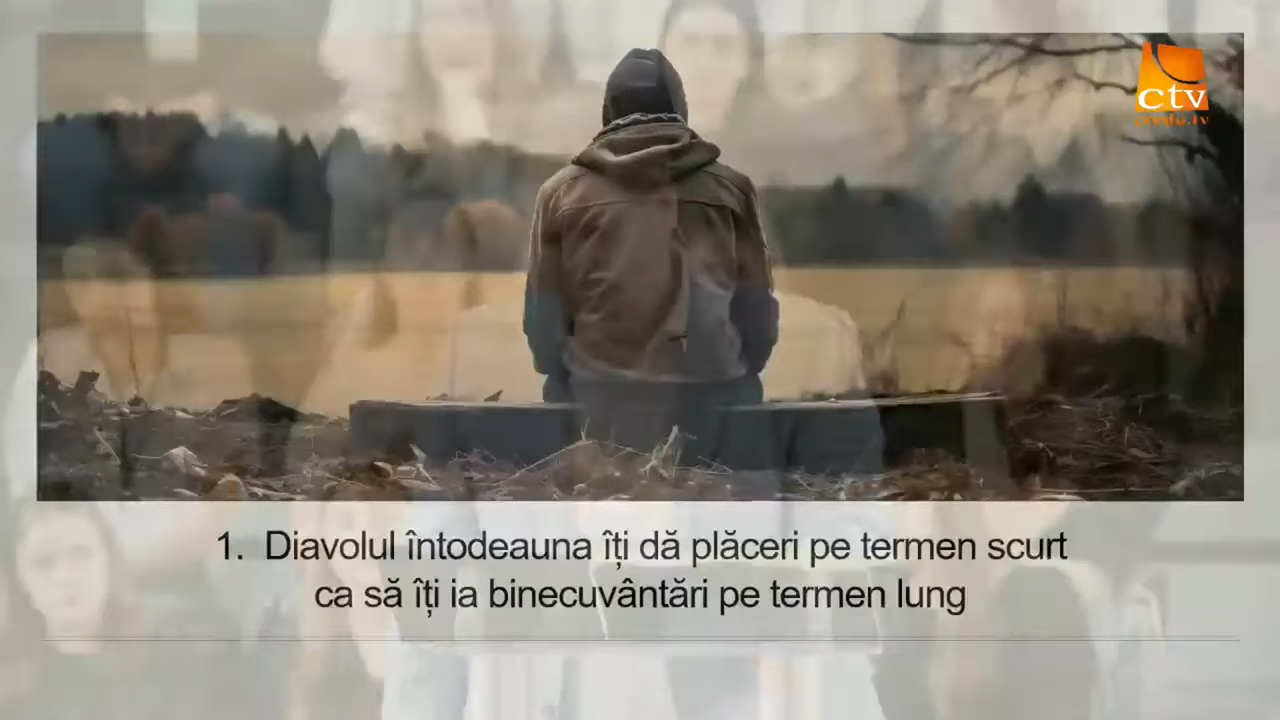 ctv
credo.tv
1. Diavolul întodeauna îți dă plăceri pe termen scurt
ca să îți ia binecuvântări pe termen lung